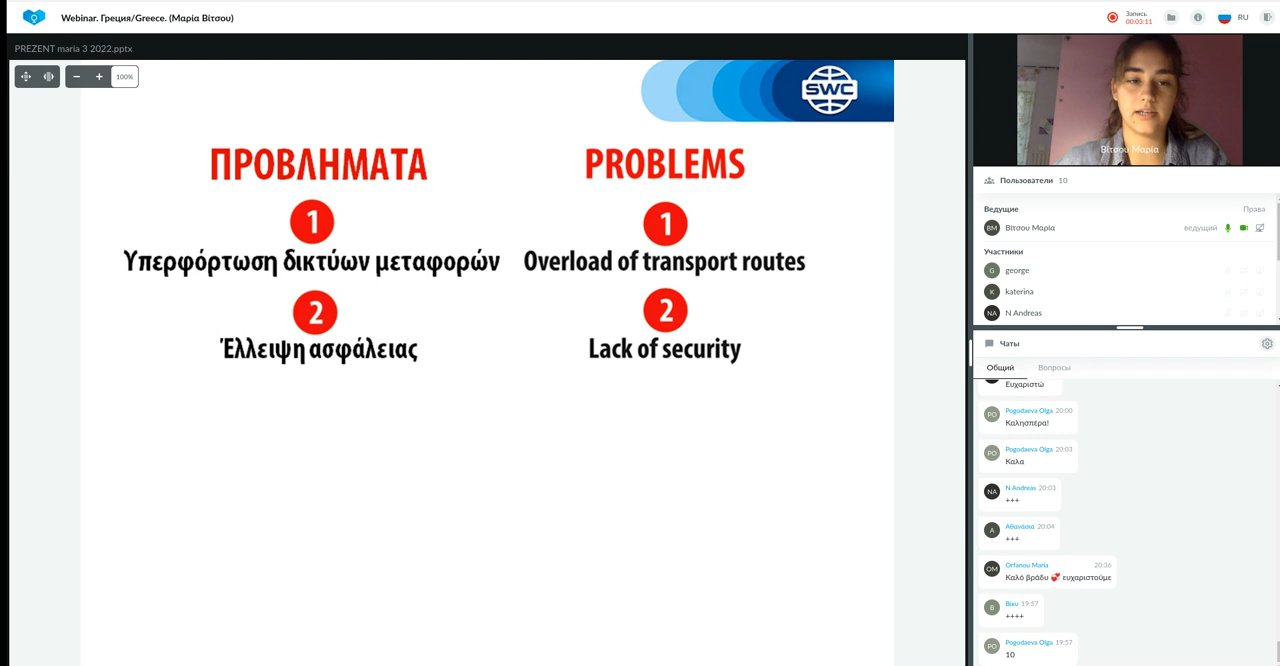 Webinar. Греция/Greece. (Μαρία Βίτσου)
Запись
00:03:11
RU
PREZENT maria 3 2022.pptx
100%
SWC
ΠΡΟΒΛΗΜΑΤΑ
1
Υπερφόρτωση δικτύων μεταφορών
2
Έλλειψη ασφάλειας
PROBLEMS
1
Overload of transport routes
2
Lack of security
Βίτσου Μαρία
Пользователи 10
Ведущие Права
ВМ Βίτσου Μαρία ведущий
Участники
G george
K katerina
NA N Andreas
Чаты
Общий Вопросы
Ευχαριστώ
PO Pogodaeva Olga 20:00
Καλησπέρα!
PO Pogodaeva Olga 20:03
Καλα
NA N Andreas 20:03
+++
A Αθανάσια 20:04
+++
OM Orfanou Maria 20:36
Καλό βράδυ 💞 ευχαριστούμε
B Βίκυ 19:57
++++
PO Pogodaeva Olga 19:57
10